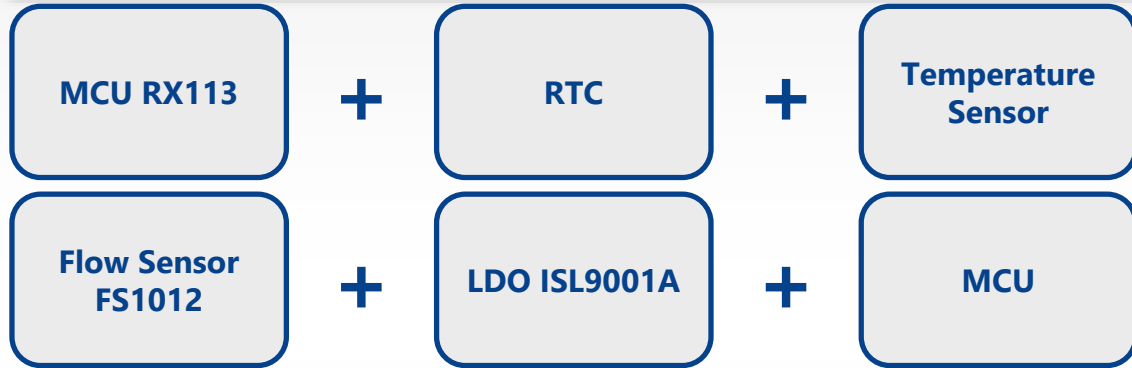 MCU RX113
+
RTC
+
Temperature
Sensor
Flow Sensor
FS1012
+
LDO ISL9001A
+
MCU